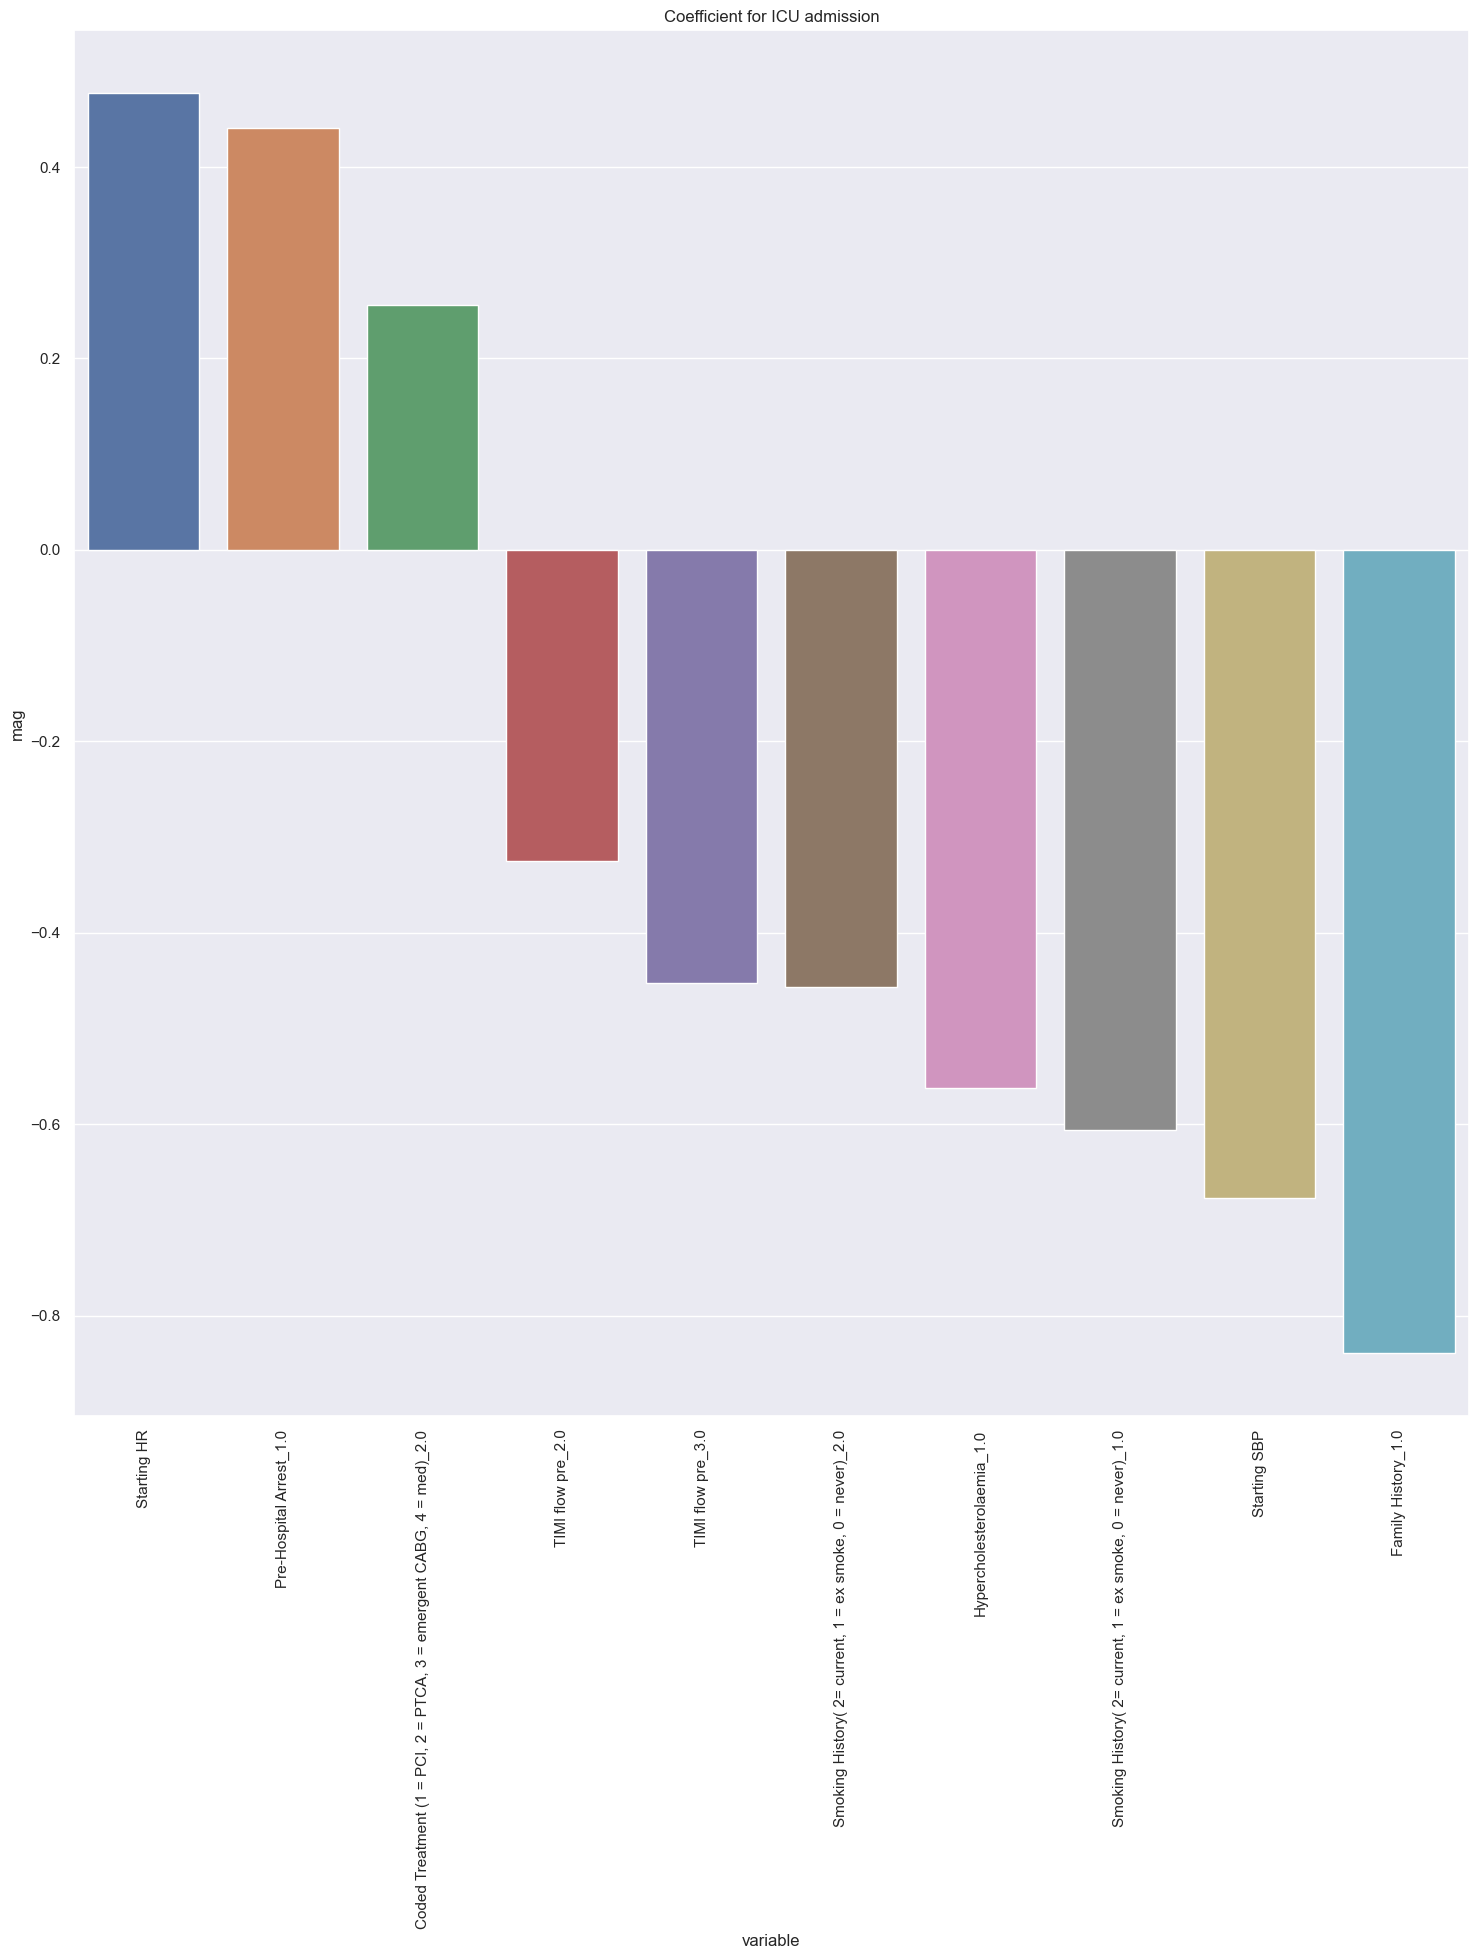 Coefficient for ICU admission
0.4
0.2
0.0
−0.2
−0.4
−0.6
−0.8
mag
Starting HR
Pre-Hospital Arrest_1.0
Coded Treatment (1 = PCI, 2 = PTCA, 3 = emergent CABG, 4 = med)_2.0
TIMI flow pre_2.0
TIMI flow pre_3.0
Smoking History( 2= current, 1 = ex smoke, 0 = never)_2.0
Hypercholesterolaemia_1.0
Smoking History( 2= current, 1 = ex smoke, 0 = never)_1.0
Starting SBP
Family History_1.0
variable